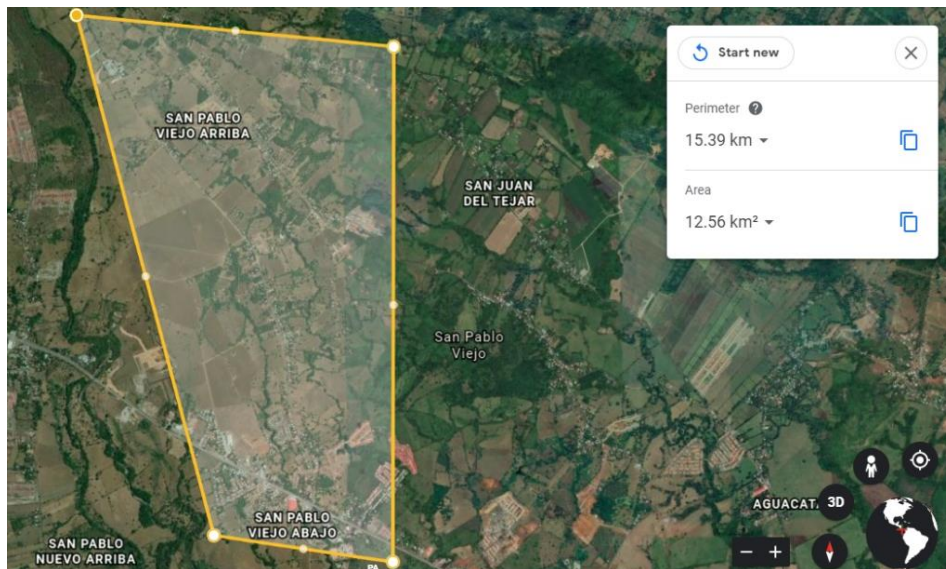 Start new
Perimeter
15.39 km
Area
12.56 km²
SAN PABLO
VIEJO ARRIBA
SAN JUAN
DEL TEJAR
San Pablo
Viejo
SAN PABLO
VIEJO ABAJO
SAN PABLO
NUEVO ARRIBA
PA
AGUACAT
3D